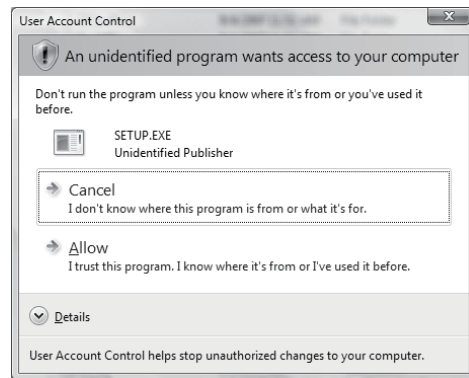 User Account Control
An unidentified program wants access to your computer
Don't run the program unless you know where it's from or you've used it
before.
SETUP.EXE
Unidentified Publisher
Cancel
I don't know where this program is from or what it's for.
Allow
I trust this program. I know where it's from or I've used it before.
Details
User Account Control helps stop unauthorized changes to your computer.